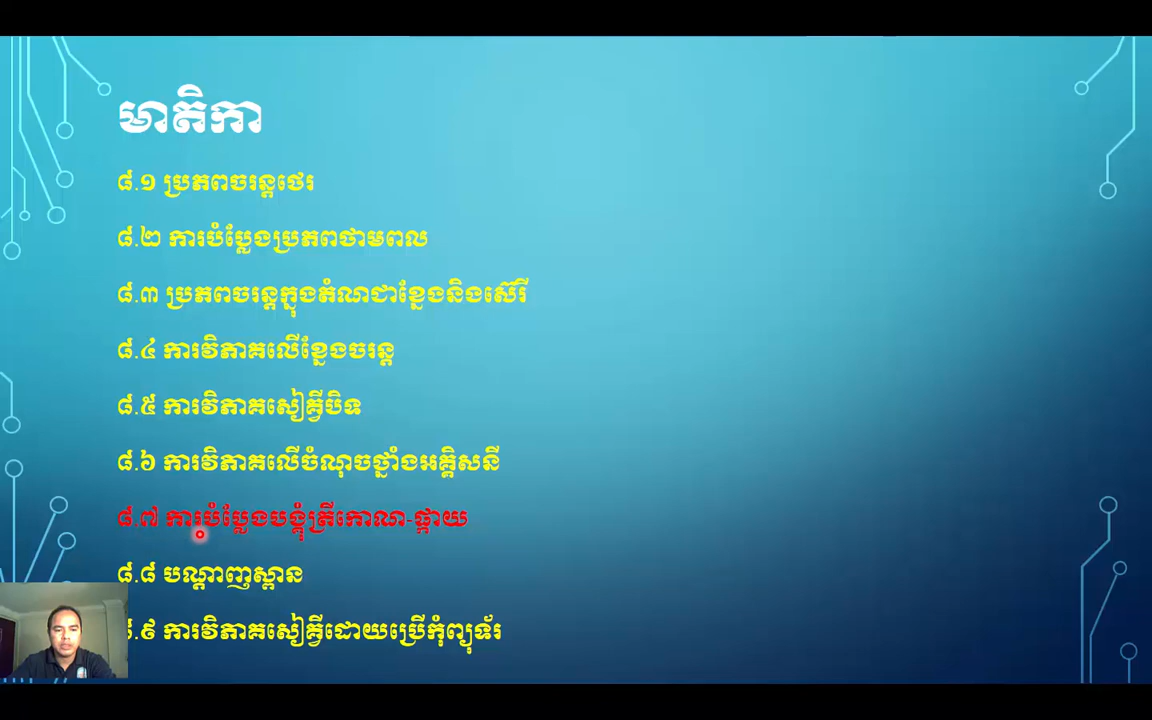 មាតិកា
៨.១ ប្រភពចរន្តថេរ
៨.២ ការបំប្លែងប្រភពថាមពល
៨.៣ ប្រភពចរន្តក្នុងតំណជាខ្នែងនិងស៊េរី
៨.៤ ការវិភាគលើខ្នែងចរន្ត
៨.៥ ការវិភាគសៀគ្វីបិទ
៨.៦ ការវិភាគលើចំណុចថ្នាំងអគ្គិសនី
៨.៧ ការបំប្លែងបង្គុំត្រីកោណ-ផ្កាយ
៨.៨ បណ្តាញស្ពាន
៨.៩ ការវិភាគសៀគ្វីដោយប្រើកុំព្យុទ័រ